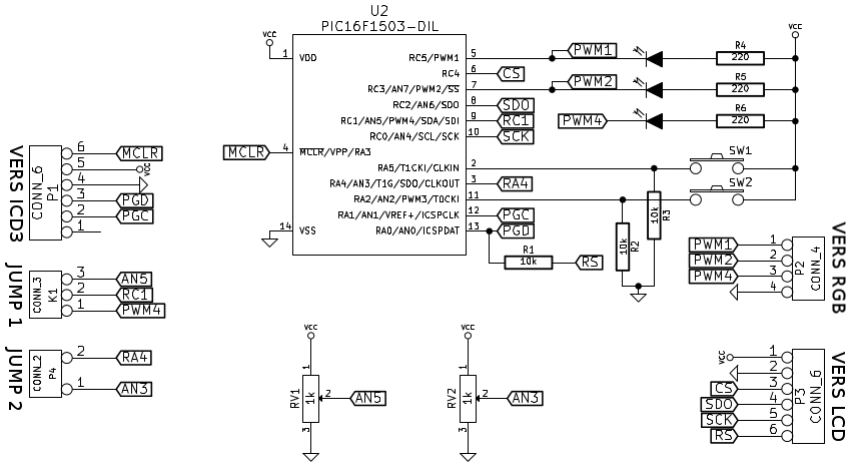 U2
PIC16F1503-DIL
VCC
1
VDD
RC5/PWM1
5
PWM1
RC4
6
CS
RC3/AN7/PWM2/SS
7
PWM2
RC2/AN6/SDO
8
SDO
RC1/AN5/PWM4/SDA/SDI
9
RC1
RC0/AN4/SCL/SCK
10
SCK
MCLR
4
MCLR/VPP/RA3
RA5/T1CKI/CLKIN
2
RA4/AN3/T1G/SDO/CLKOUT
3
RA4
RA2/AN2/PWM3/T0CKI
11
RA1/AN1/VREF+/ICSPCLK
12
PGC
14
VSS
RA0/AN0/ICSPDAT
13
PGD
VCC
R4
220
R5
220
PWM4
R6
220
SW1
SW2
R1
10k
RS
10k
R2
10k
R3
VERS ICD3
CONN_6
P1
6
MCLR
5
VCC
4
3
PGD
2
PGC
1
JUMP 1
CONN_3
K1
3
AN5
2
RC1
1
PWM4
JUMP 2
CONN_2
P4
2
RA4
1
AN3
VCC
1
RV1
1k
2
AN5
3
VCC
1
RV2
1k
2
AN3
3
PWM1
1
PWM2
2
PWM4
3
4
P2
CONN_4
VERS RGB
VCC
1
2
CS
3
SDO
4
SCK
5
RS
6
P3
CONN_6
VERS LCD